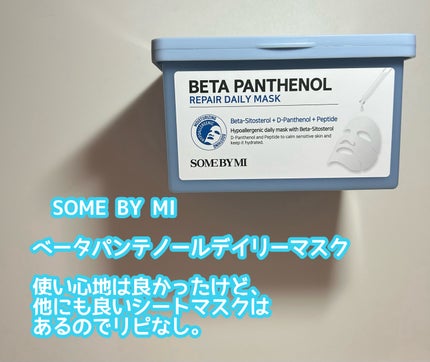 BETA PANTHENOL
REPAIR DAILY MASK
Beta-Sitosterol + D-Panthenol + Peptide
Hypoallergenic daily mask with Beta-Sitosterol
D-Panthenol and Peptide to calm sensitive skin and
keep it hydrated.
SOME BY MI
SOME BY MI
ベータパンテノールデイリーマスク
使い心地は良かったけど、
他にも良いシートマスクは
あるのでリピなし。